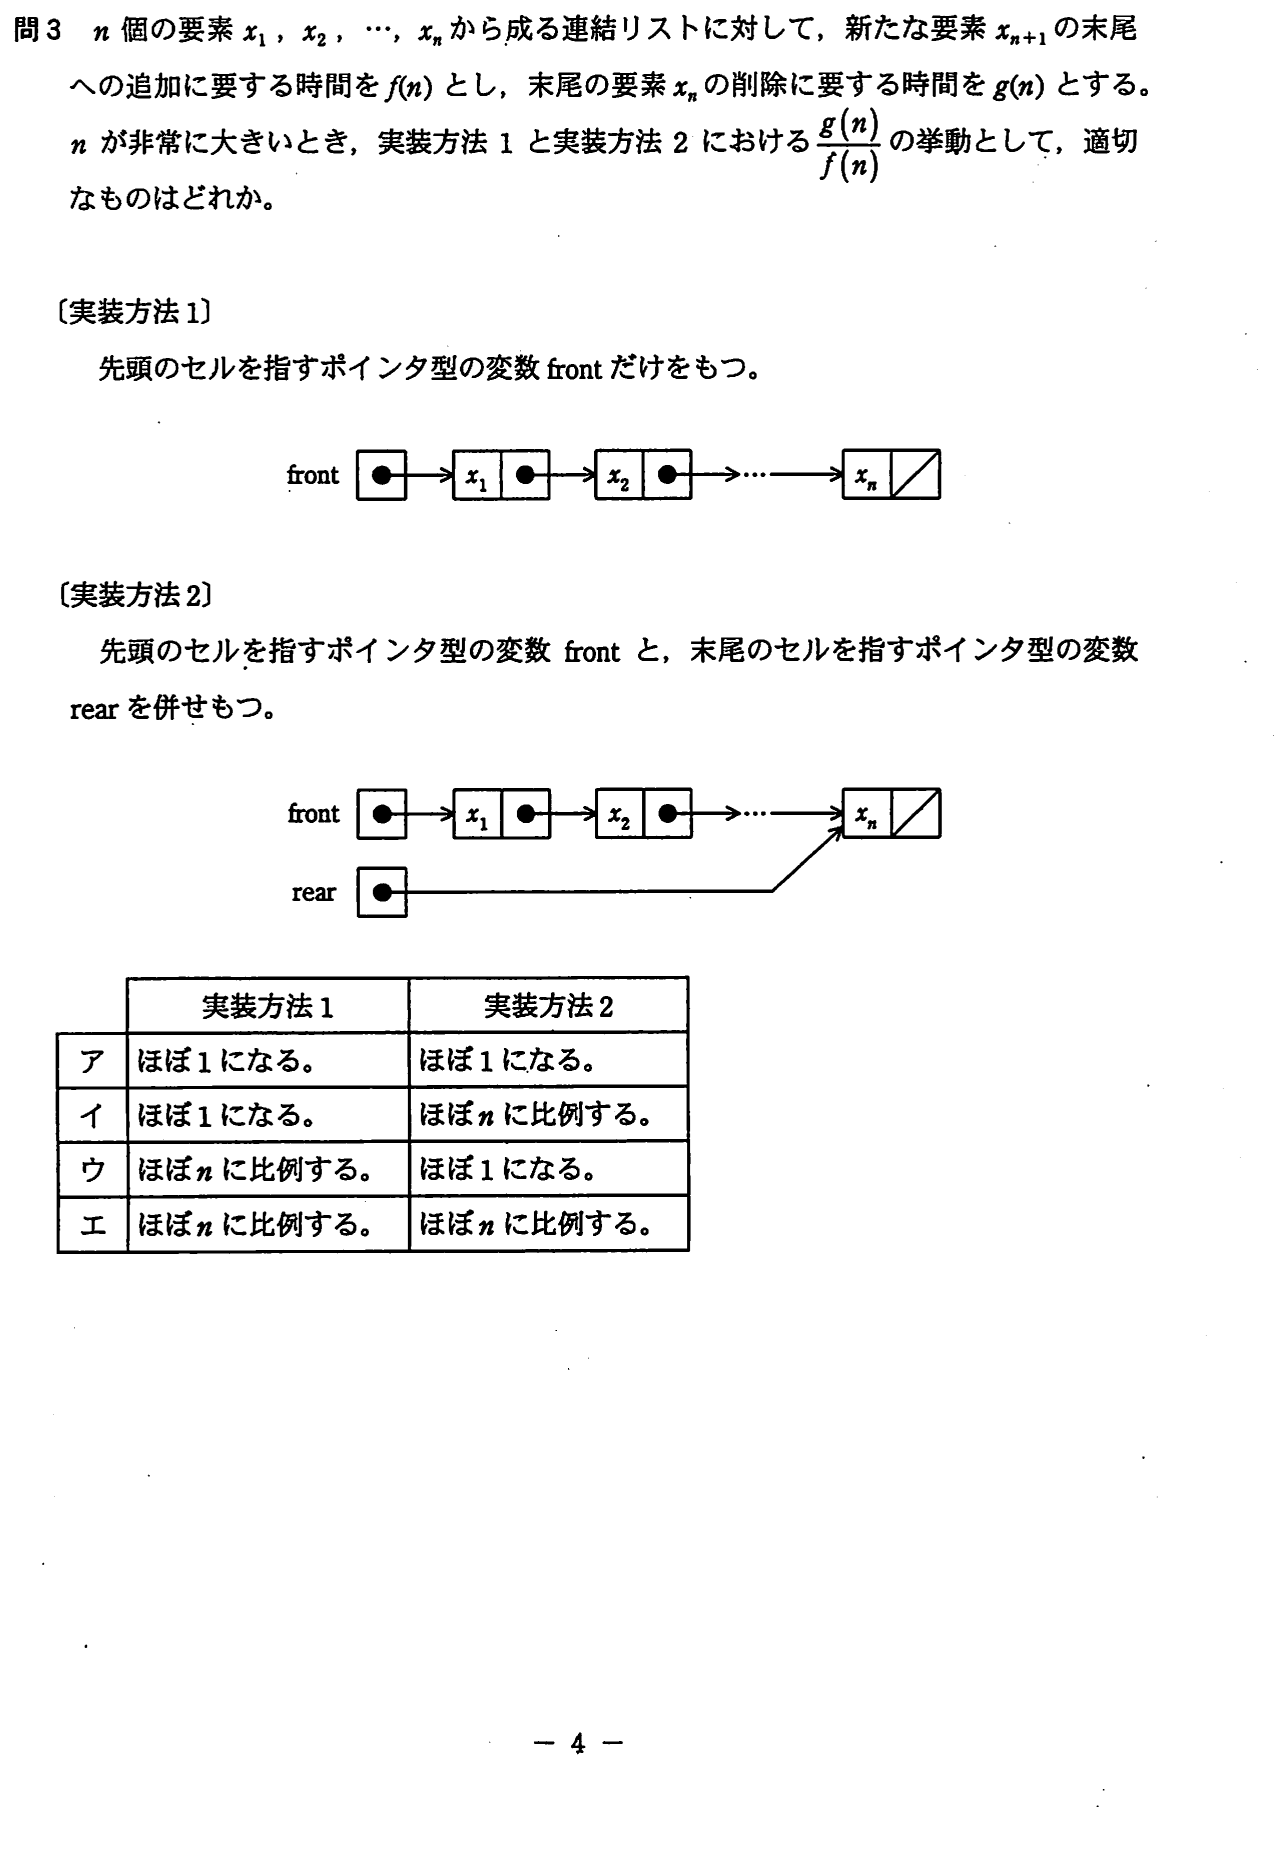 問3　n 個の要素 x1，x2，…，xn から成る連結リストに対して，新たな要素 xn+1 の末尾
への追加に要する時間を f(n) とし，末尾の要素 xn の削除に要する時間を g(n) とする。
n が非常に大きいとき，実装方法 1 と実装方法 2 における g(n)/f(n) の挙動として，適切
なものはどれか。
〔実装方法 1〕
先頭のセルを指すポインタ型の変数 front だけをもつ。
front x1 x2 … xn
〔実装方法 2〕
先頭のセルを指すポインタ型の変数 front と，末尾のセルを指すポインタ型の変数
rear を併せもつ。
front x1 x2 … xn
rear
実装方法 1 実装方法 2
ア ほぼ 1 になる。 ほぼ 1 になる。
イ ほぼ 1 になる。 ほぼ n に比例する。
ウ ほぼ n に比例する。 ほぼ 1 になる。
エ ほぼ n に比例する。 ほぼ n に比例する。
— 4 —